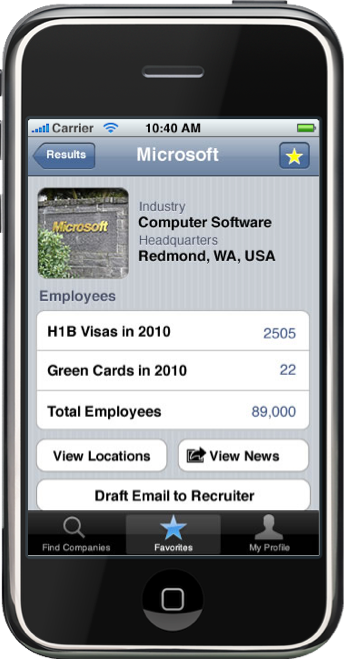 Carrier 10:40 AM
Results Microsoft
Microsoft
Industry
Computer Software
Headquarters
Redmond, WA, USA
Employees
H1B Visas in 2010 2505
Green Cards in 2010 22
Total Employees 89,000
View Locations View News
Draft Email to Recruiter
Find Companies Favorites My Profile